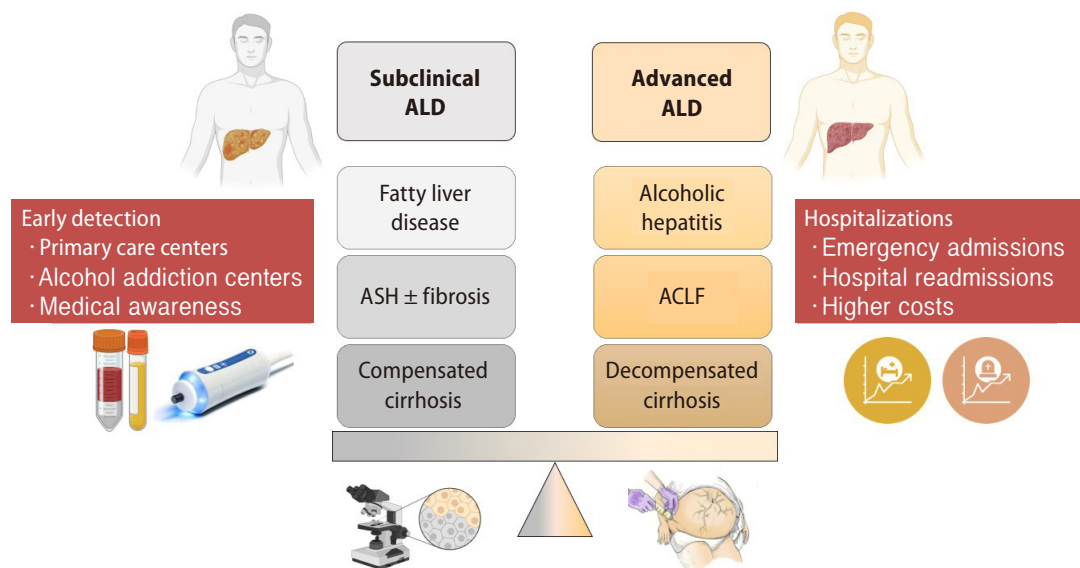 Subclinical
ALD
Advanced
ALD
Fatty liver
disease
Alcoholic
hepatitis
Early detection
· Primary care centers
· Alcohol addiction centers
· Medical awareness
Hospitalizations
· Emergency admissions
· Hospital readmissions
· Higher costs
ASH ± fibrosis
ACLF
Compensated
cirrhosis
Decompensated
cirrhosis